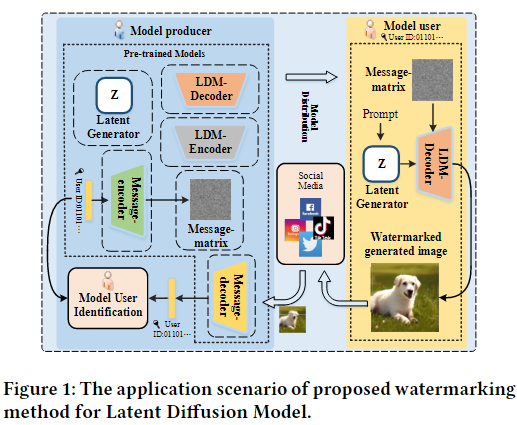 Model producer
Pre-trained Models
Z
Latent
Generator
LDM-
Decoder
LDM-
Encoder
User ID:01101⋯
Message-
encoder
Message-
matrix
Model User
Identification
User
ID:01101⋯
Message-
decoder
Model
Distribution
Social
Media
facebook
Model user
User ID:01101⋯
Message-
matrix
Prompt
Z
Latent
Generator
LDM-
Decoder
Watermarked
generated image
Figure 1: The application scenario of proposed watermarking
method for Latent Diffusion Model.